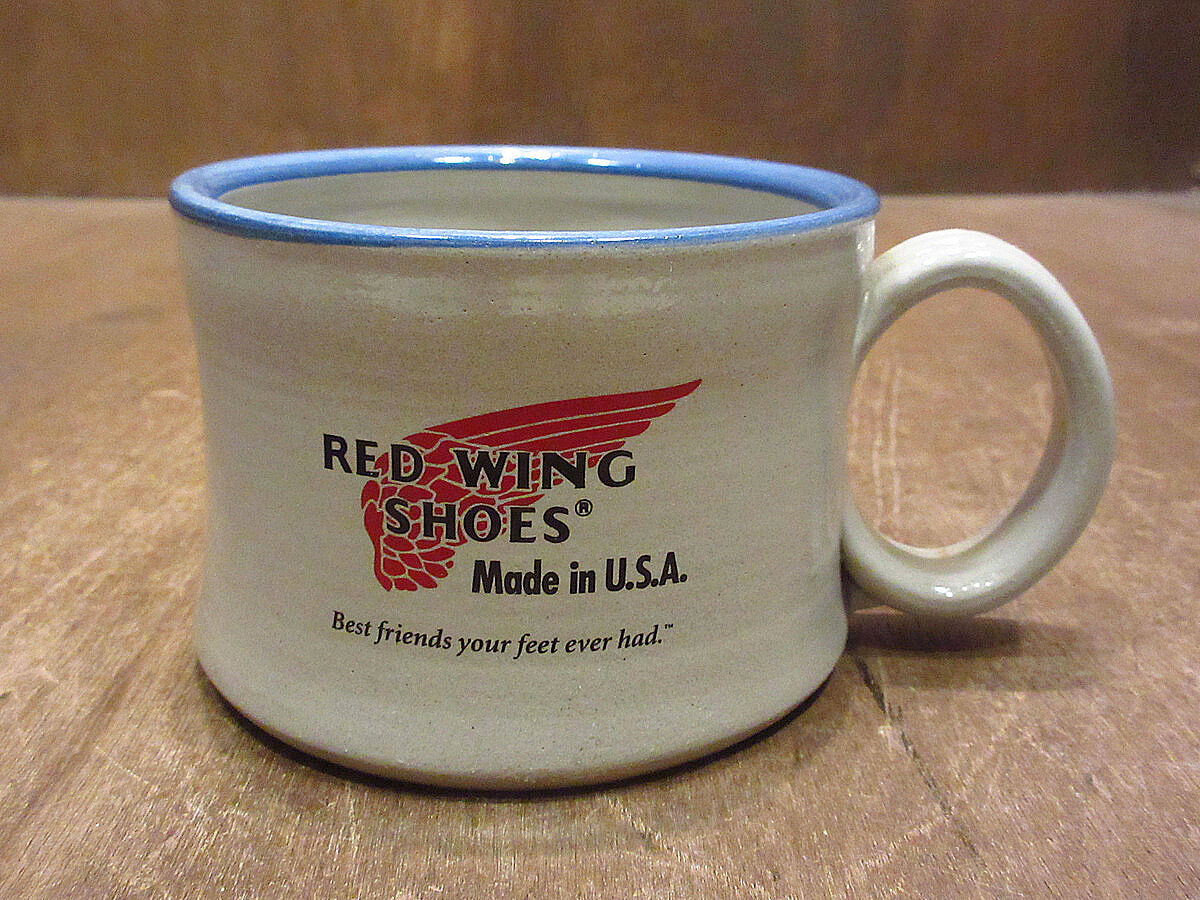 RED WING
SHOES®
Made in U.S.A.
Best friends your feet ever had.™